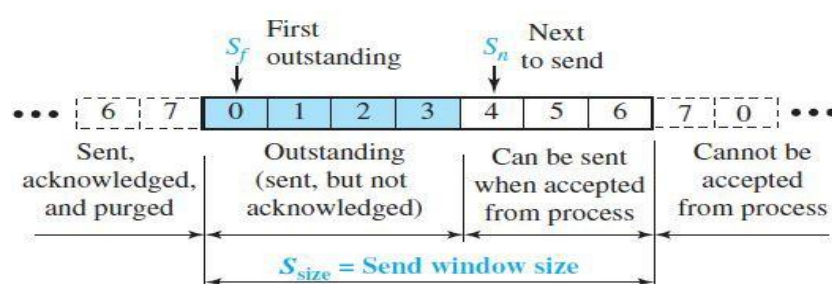 First
S_f outstanding
Next
S_n to send
••• 6 7 0 1 2 3 4 5 6 7 0 •••
Sent,
acknowledged,
and purged
Outstanding
(sent, but not
acknowledged)
Can be sent
when accepted
from process
Cannot be
accepted
from process
S_size = Send window size